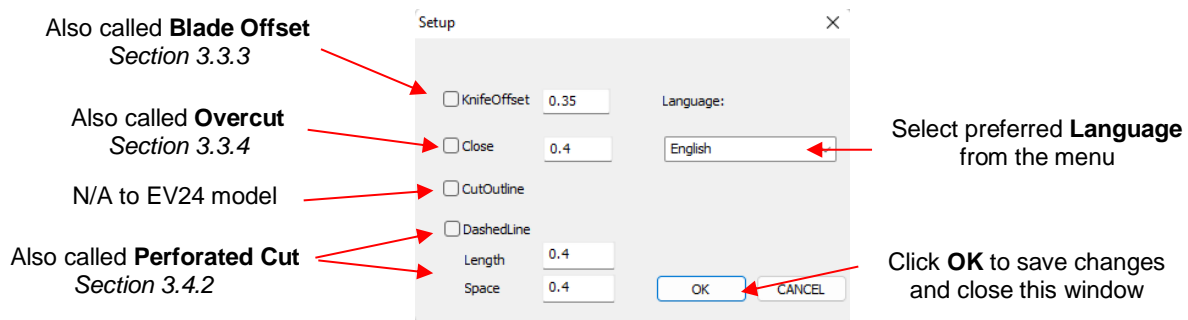 Also called Blade Offset
Section 3.3.3
Also called Overcut
Section 3.3.4
N/A to EV24 model
Also called Perforated Cut
Section 3.4.2
Setup
KnifeOffset 0.35
Close 0.4
CutOutline
DashedLine
Length 0.4
Space 0.4
Language:
English
OK CANCEL
Select preferred Language
from the menu
Click OK to save changes
and close this window